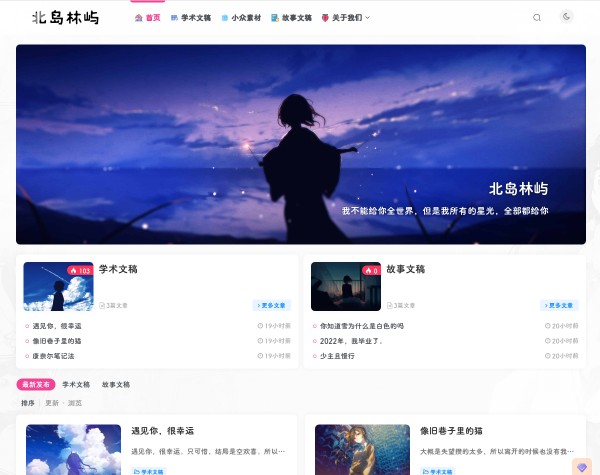 北岛林屿
首页 学术文稿 小众素材 故事文稿 关于我们
北岛林屿
我不能给你全世界，但是我所有的星光，全部都给你
103 学术文稿
3篇文章 更多文章
遇见你，很幸运 19小时前
像旧巷子里的猫 19小时前
康奈尔笔记法 19小时前
0 故事文稿
3篇文章 更多文章
你知道雪为什么是白色的吗 20小时前
2022年，我毕业了。 20小时前
少主且慢行 20小时前
最新发布 学术文稿 故事文稿
排序 更新 浏览
遇见你，很幸运
遇见你，很幸运。只可惜，结局是空欢喜，所以…
学术文稿
像旧巷子里的猫
大概是失望攒的太多，所以离开的时候也没有我…
学术文稿